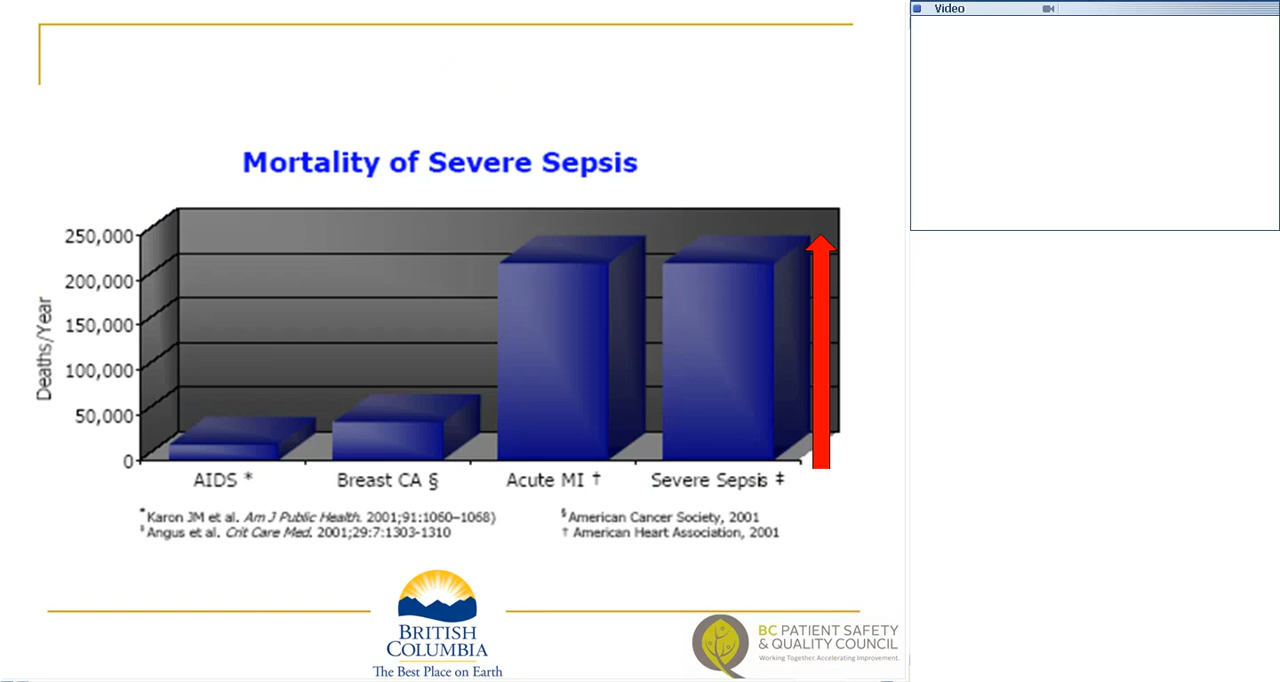 Video
Mortality of Severe Sepsis
Deaths/Year
250,000
200,000
150,000
100,000
50,000
0
AIDS * Breast CA § Acute MI † Severe Sepsis ‡
*Karon JM et al. Am J Public Health. 2001;91:1060–1068)
‡Angus et al. Crit Care Med. 2001;29:7:1303-1310
§American Cancer Society, 2001
† American Heart Association, 2001
BRITISH
COLUMBIA
The Best Place on Earth
BC PATIENT SAFETY
& QUALITY COUNCIL
Working Together. Accelerating Improvement.